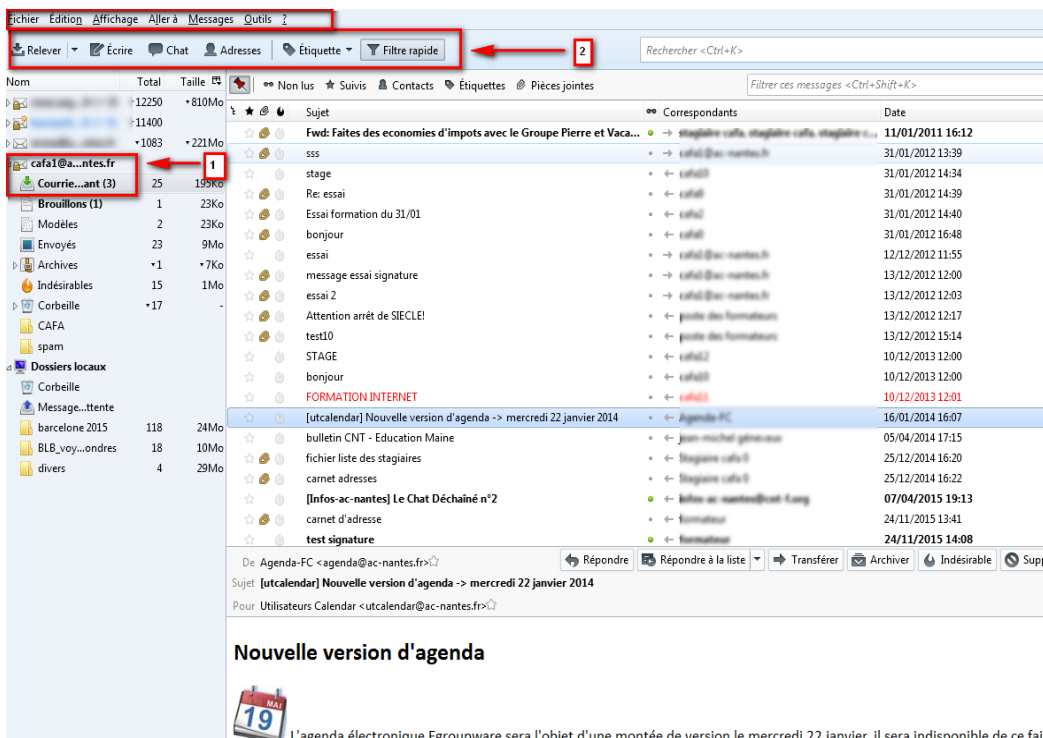 Fichier Édition Affichage Aller à Messages Outils ?
Relever Écrire Chat Adresses Étiquette Filtre rapide 2 Rechercher <Ctrl+K>
Nom Total Taille
Non lus Suivis Contacts Étiquettes Pièces jointes Filtrer ces messages <Ctrl+Shift+K>
12250 810Mo
11400
1083 221Mo
cafa1@a...ntes.fr 1
Courrie...ant (3) 25 195Ko
Brouillons (1) 1 23Ko
Modèles 2 23Ko
Envoyés 23 9Mo
Archives 1 7Ko
Indésirables 15 1Mo
Corbeille 17 -
CAFA
spam
Dossiers locaux
Corbeille
Message...ttente
barcelone 2015 118 24Mo
BLB_voy...ondres 18 10Mo
divers 4 29Mo
Sujet Correspondants Date
Fwd: Faites des economies d'impots avec le Groupe Pierre et Vaca... 11/01/2011 16:12
sss 31/01/2012 13:39
stage 31/01/2012 14:34
Re: essai 31/01/2012 14:39
Essai formation du 31/01 31/01/2012 14:40
bonjour 31/01/2012 16:48
essai 12/12/2012 11:55
message essai signature 13/12/2012 12:00
essai 2 13/12/2012 12:03
Attention arrêt de SIECLE! 13/12/2012 12:17
test10 13/12/2012 15:14
STAGE 10/12/2013 12:00
bonjour 10/12/2013 12:00
FORMATION INTERNET 10/12/2013 12:01
[utcalendar] Nouvelle version d'agenda -> mercredi 22 janvier 2014 Agenda-FC 16/01/2014 16:07
bulletin CNT - Education Maine 05/04/2014 17:15
fichier liste des stagiaires 25/12/2014 16:20
carnet adresses 25/12/2014 16:22
[Infos-ac-nantes] Le Chat Déchaîné n°2 07/04/2015 19:13
carnet d'adresse 24/11/2015 13:41
test signature 24/11/2015 14:08
De Agenda-FC <agenda@ac-nantes.fr> Répondre Répondre à la liste Transférer Archiver Indésirable Supp
Sujet [utcalendar] Nouvelle version d'agenda -> mercredi 22 janvier 2014
Pour Utilisateurs Calendar <utcalendar@ac-nantes.fr>
Nouvelle version d'agenda
MAI
19
L'agenda électronique Egroupware sera l'objet d'une montée de version le mercredi 22 janvier, il sera indisponible de ce fai